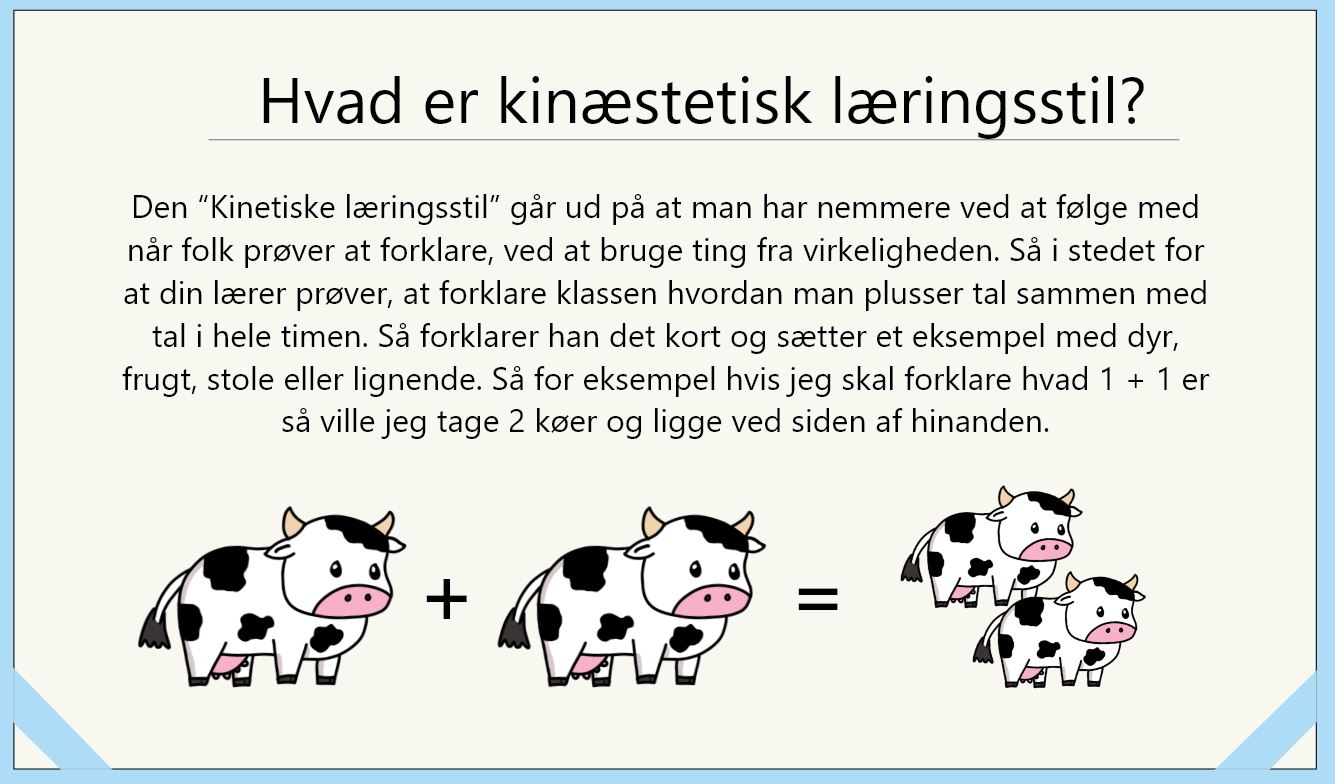 Hvad er kinæstetisk læringsstil?
Den “Kinetiske læringsstil” går ud på at man har nemmere ved at følge med
når folk prøver at forklare, ved at bruge ting fra virkeligheden. Så i stedet for
at din lærer prøver, at forklare klassen hvordan man plusser tal sammen med
tal i hele timen. Så forklarer han det kort og sætter et eksempel med dyr,
frugt, stole eller lignende. Så for eksempel hvis jeg skal forklare hvad 1 + 1 er
så ville jeg tage 2 køer og ligge ved siden af hinanden.
+ =